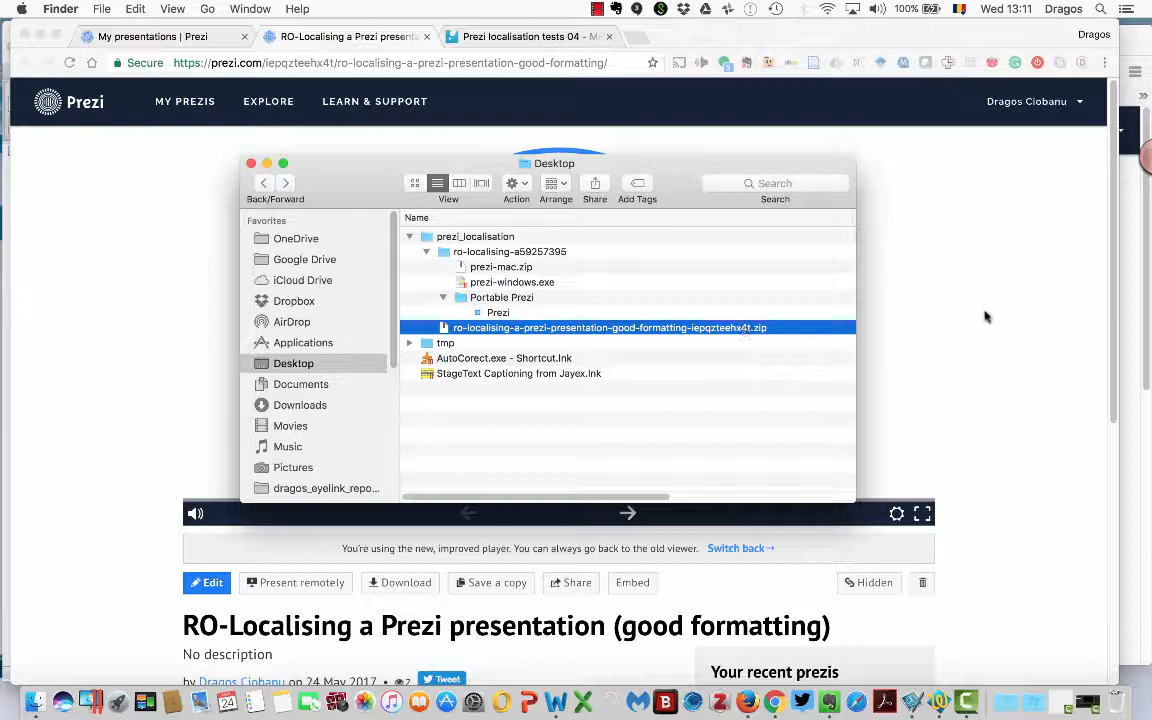 Finder File Edit View Go Window Help 100% Wed 13:11 Dragos
My presentations | Prezi RO-Localising a Prezi presenta Prezi localisation tests 04 - M Dragos
Secure https://prezi.com/iepqzteehx4t/ro-localising-a-prezi-presentation-good-formatting/
Prezi MY PREZIS EXPLORE LEARN & SUPPORT Dragos Ciobanu
Desktop
Search
Back/Forward View Action Arrange Share Add Tags Search
Favorites
OneDrive
Google Drive
iCloud Drive
Dropbox
AirDrop
Applications
Desktop
Documents
Downloads
Movies
Music
Pictures
dragos_eyelink_repo...
Name
prezi_localisation
ro-localising-a59257395
prezi-mac.zip
prezi-windows.exe
Portable Prezi
Prezi
ro-localising-a-prezi-presentation-good-formatting-iepqzteehx4t.zip
tmp
AutoCorect.exe - Shortcut.lnk
StageText Captioning from Jayex.lnk
You're using the new, improved player. You can always go back to the old viewer. Switch back→
Edit Present remotely Download Save a copy Share Embed Hidden
RO-Localising a Prezi presentation (good formatting)
No description
Your recent prezis
by Dragos Ciobanu on 24 May 2017 • 2 Tweet